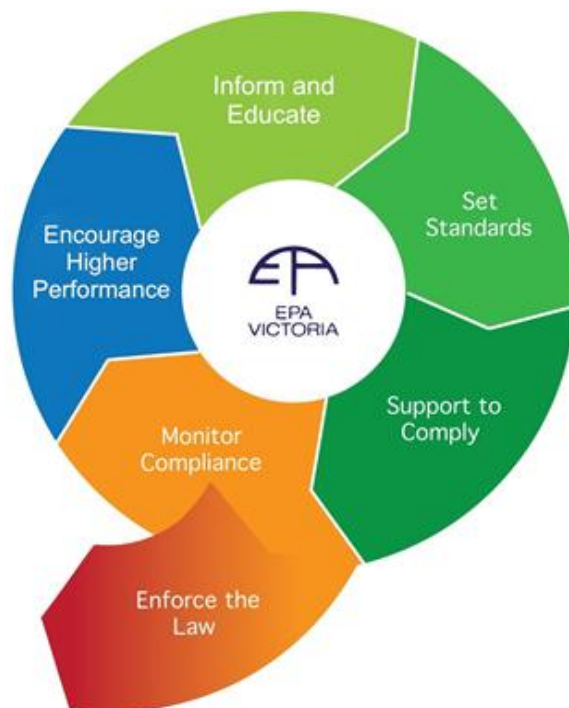 Inform and
Educate
Set
Standards
Encourage
Higher
Performance
EPA
VICTORIA
Support to
Comply
Monitor
Compliance
Enforce the
Law